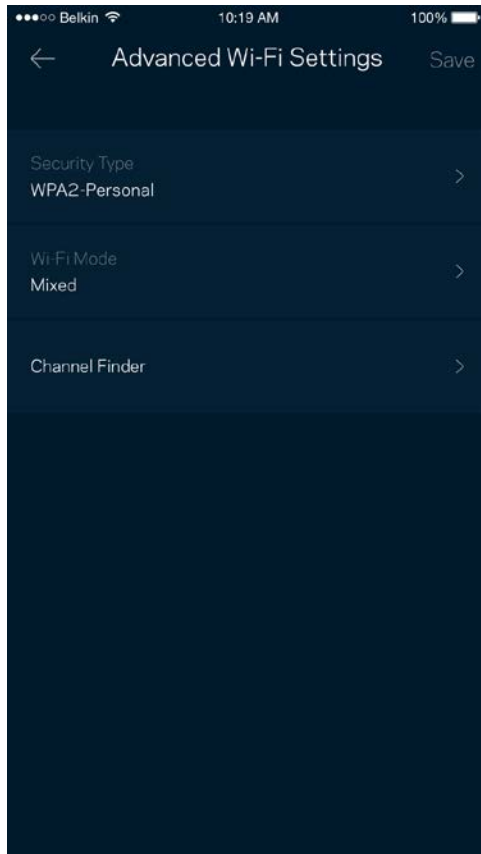 Belkin 10:19 AM 100%
Advanced Wi-Fi Settings Save
Security Type
WPA2-Personal
Wi-Fi Mode
Mixed
Channel Finder